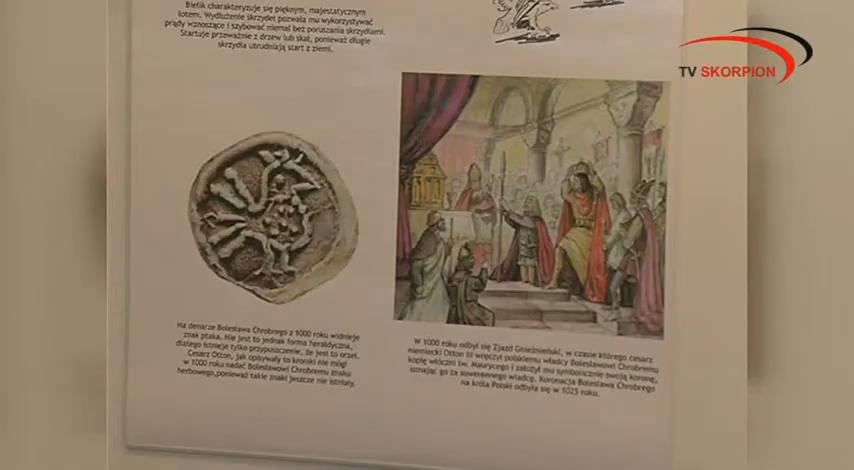 Bielik charakteryzuje się pięknym, majestatycznym
lotem. Wydłużenie skrzydeł pozwala mu wykorzystywać
prądy wznoszące i szybować niemal bez poruszania skrzydłami.
Startuje przeważnie z drzew lub skał, ponieważ długie
skrzydła utrudniają start z ziemi.
TV SKORPION
Na denarze Bolesława Chrobrego z 1000 roku widnieje
znak ptaka. Nie jest to jednak forma heraldyczna,
dlatego istnieje tylko przypuszczenie, że jest to orzeł.
Cesarz Otton, jak opisywały to kroniki nie mógł
w 1000 roku nadać Bolesławowi Chrobremu znaku
herbowego,ponieważ takie znaki jeszcze nie istniały.
W 1000 roku odbył się Zjazd Gnieźnieński, w czasie którego cesarz
niemiecki Otton III wręczył polskiemu władcy Bolesławowi Chrobremu
kopię włóczni św. Maurycego i założył mu symbolicznie swoją koronę,
uznając go za suwerennego władcę. Koronacja Bolesława Chrobrego
na króla Polski odbyła się w 1025 roku.